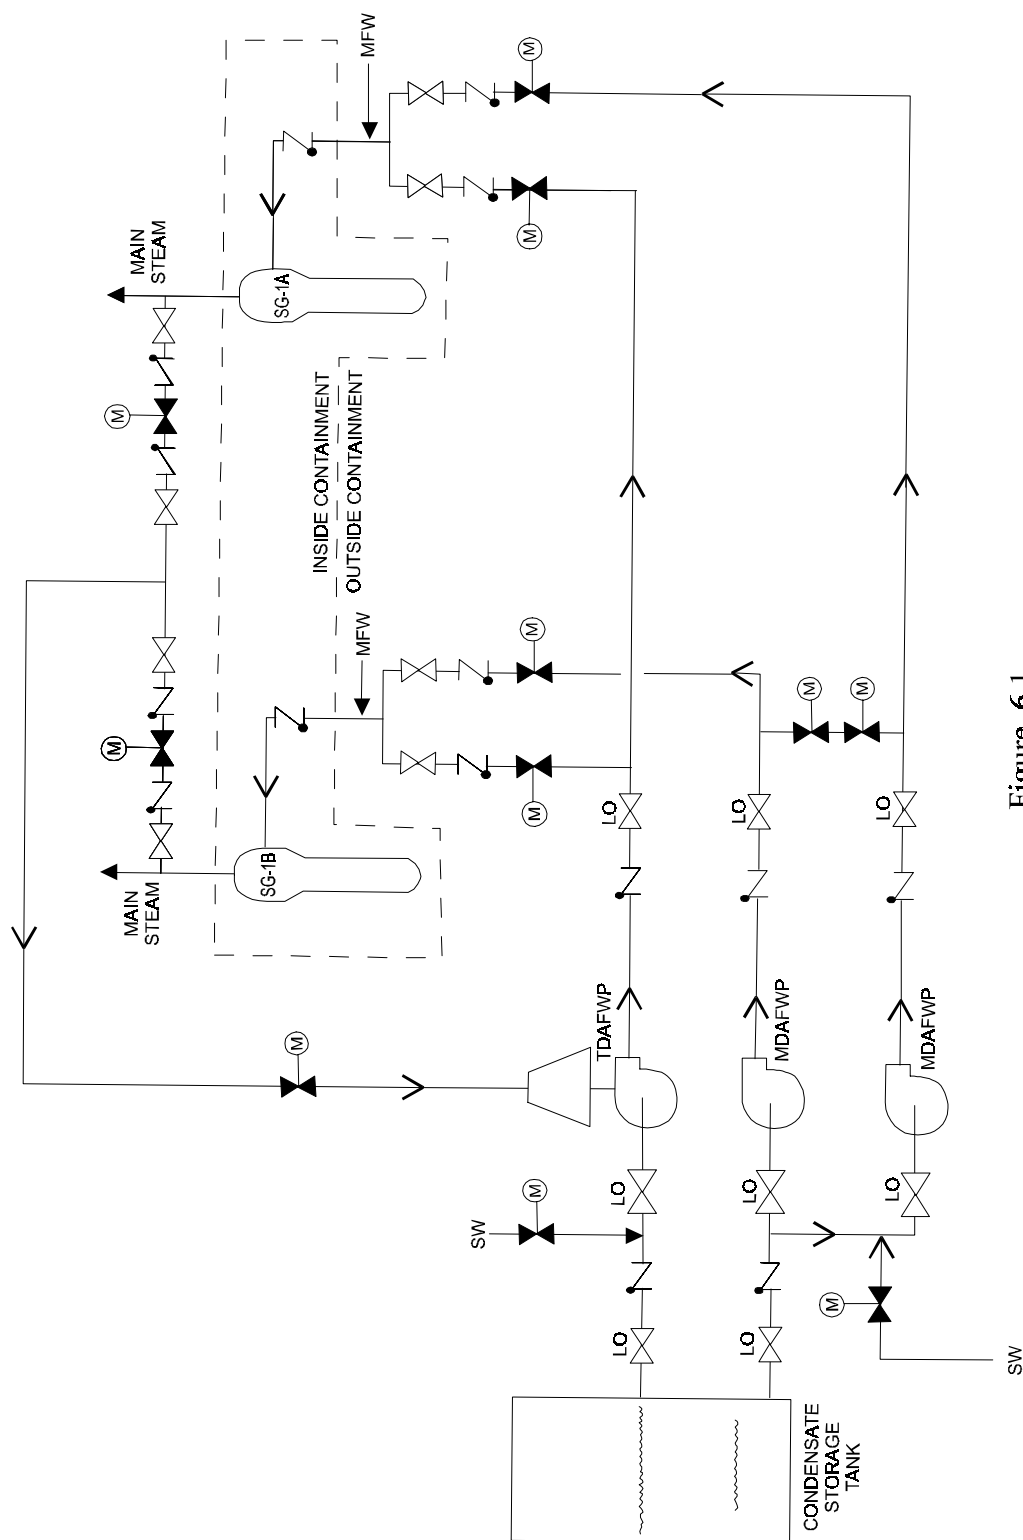 M
M
MAIN
STEAM
MAIN
STEAM
SG-1B
SG-1A
M
INSIDE CONTAINMENT
OUTSIDE CONTAINMENT
MFW
MFW
SW
M
M
M
M
M
TDAFWP
LO
LO
LO
LO
LO
LO
MDAFWP
CONDENSATE
STORAGE
TANK
M
M
M
LO
LO
MDAFWP
SW
Figure 6.1